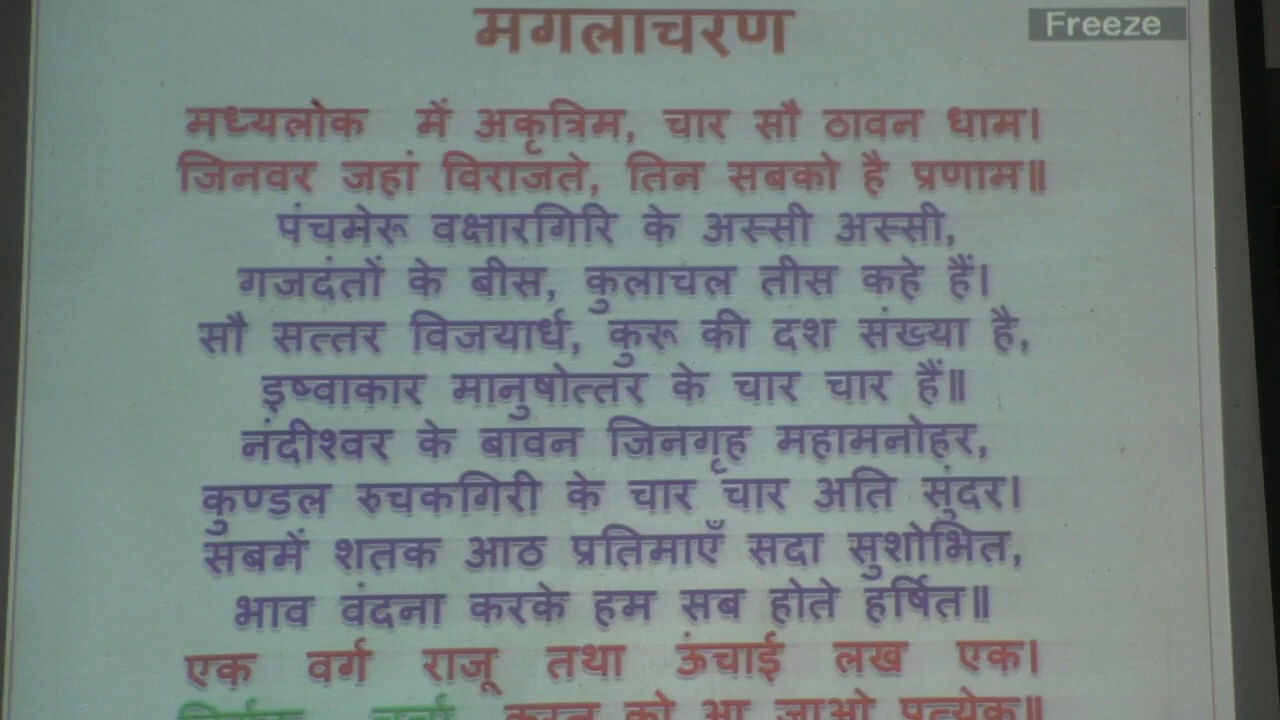 मगलाचरण
Freeze
मध्यलोक में अकृत्रिम, चार सौ ठावन धाम।
जिनवर जहां विराजते, तिन सबको है प्रणाम॥
पंचमेरू वक्षारगिरि के अस्सी अस्सी,
गजदंतों के बीस, कुलाचल तीस कहे हैं।
सौ सत्तर विजयार्ध, कुरू की दश संख्या है,
इष्वाकार मानुषोत्तर के चार चार हैं॥
नंदीश्वर के बावन जिनगृह महामनोहर,
कुण्डल रुचकगिरी के चार चार अति सुंदर।
सबमें शतक आठ प्रतिमाएँ सदा सुशोभित,
भाव वंदना करके हम सब होते हर्षित॥
एक वर्ग राजू तथा ऊंचाई लख एक।
को आ जाओ प्रत्येक॥